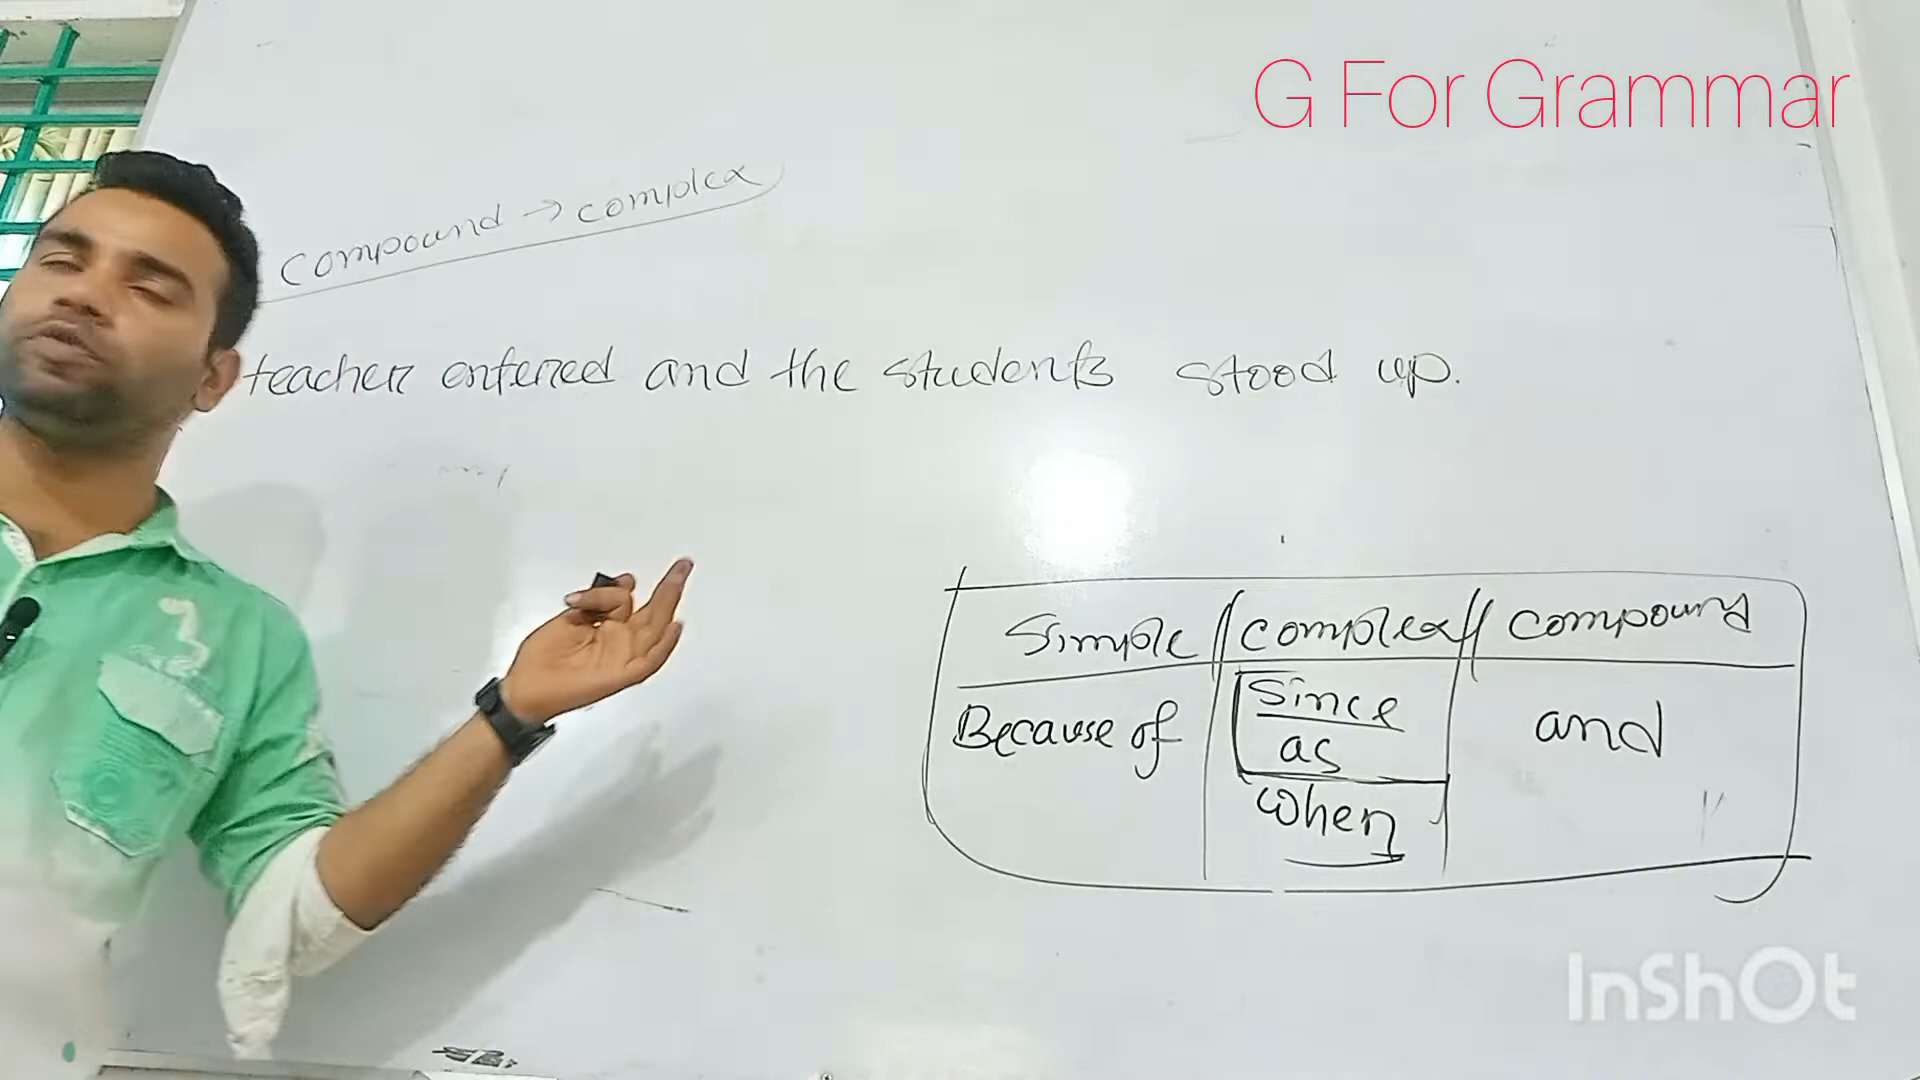 G For Grammar
compound → complex
teacher entered and the students stood up.
Simple complex compound
Because of since and
as
when
InShOt